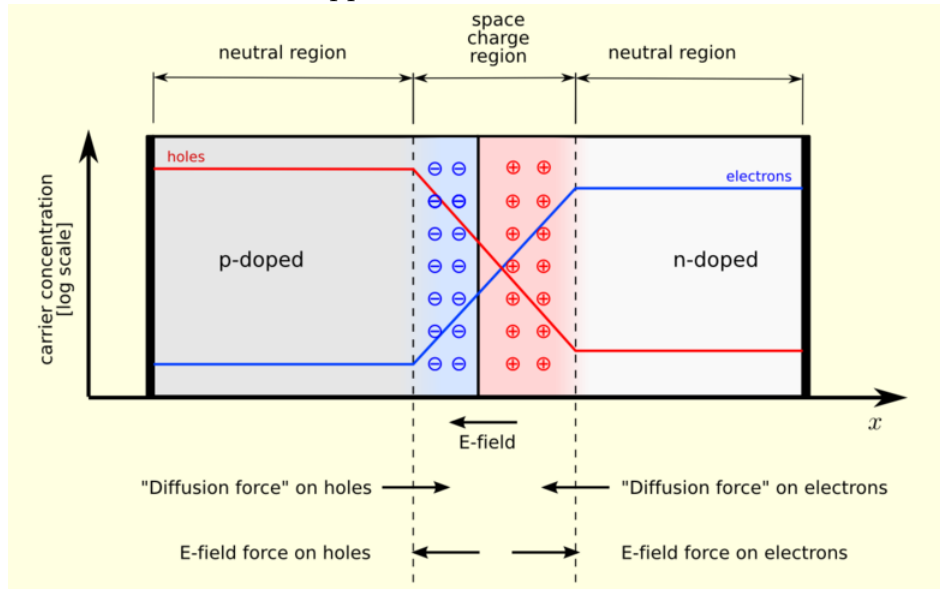 space
charge
region
neutral region
neutral region
holes
electrons
p-doped
n-doped
carrier concentration
[log scale]
x
E-field
"Diffusion force" on holes
"Diffusion force" on electrons
E-field force on holes
E-field force on electrons